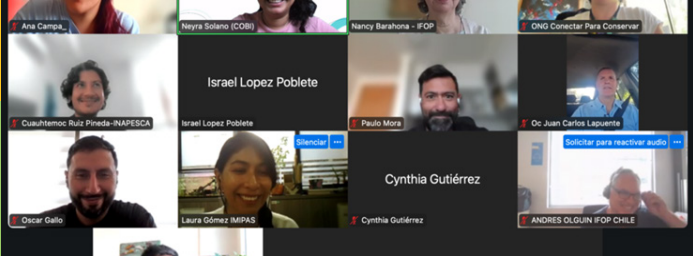 Ana Campa_
Neyra Solano (COBI)
Nancy Barahona - IFOP
ONG Conectar Para Conservar
Israel Lopez Poblete
Cuauhtemoc Ruiz Pineda-INAPESCA
Israel Lopez Poblete
Paulo Mora
Oc Juan Carlos Lapuente
Silenciar
Solicitar para reactivar audio
Cynthia Gutiérrez
Oscar Gallo
Laura Gómez IMIPAS
Cynthia Gutiérrez
ANDRES OLGUIN IFOP CHILE